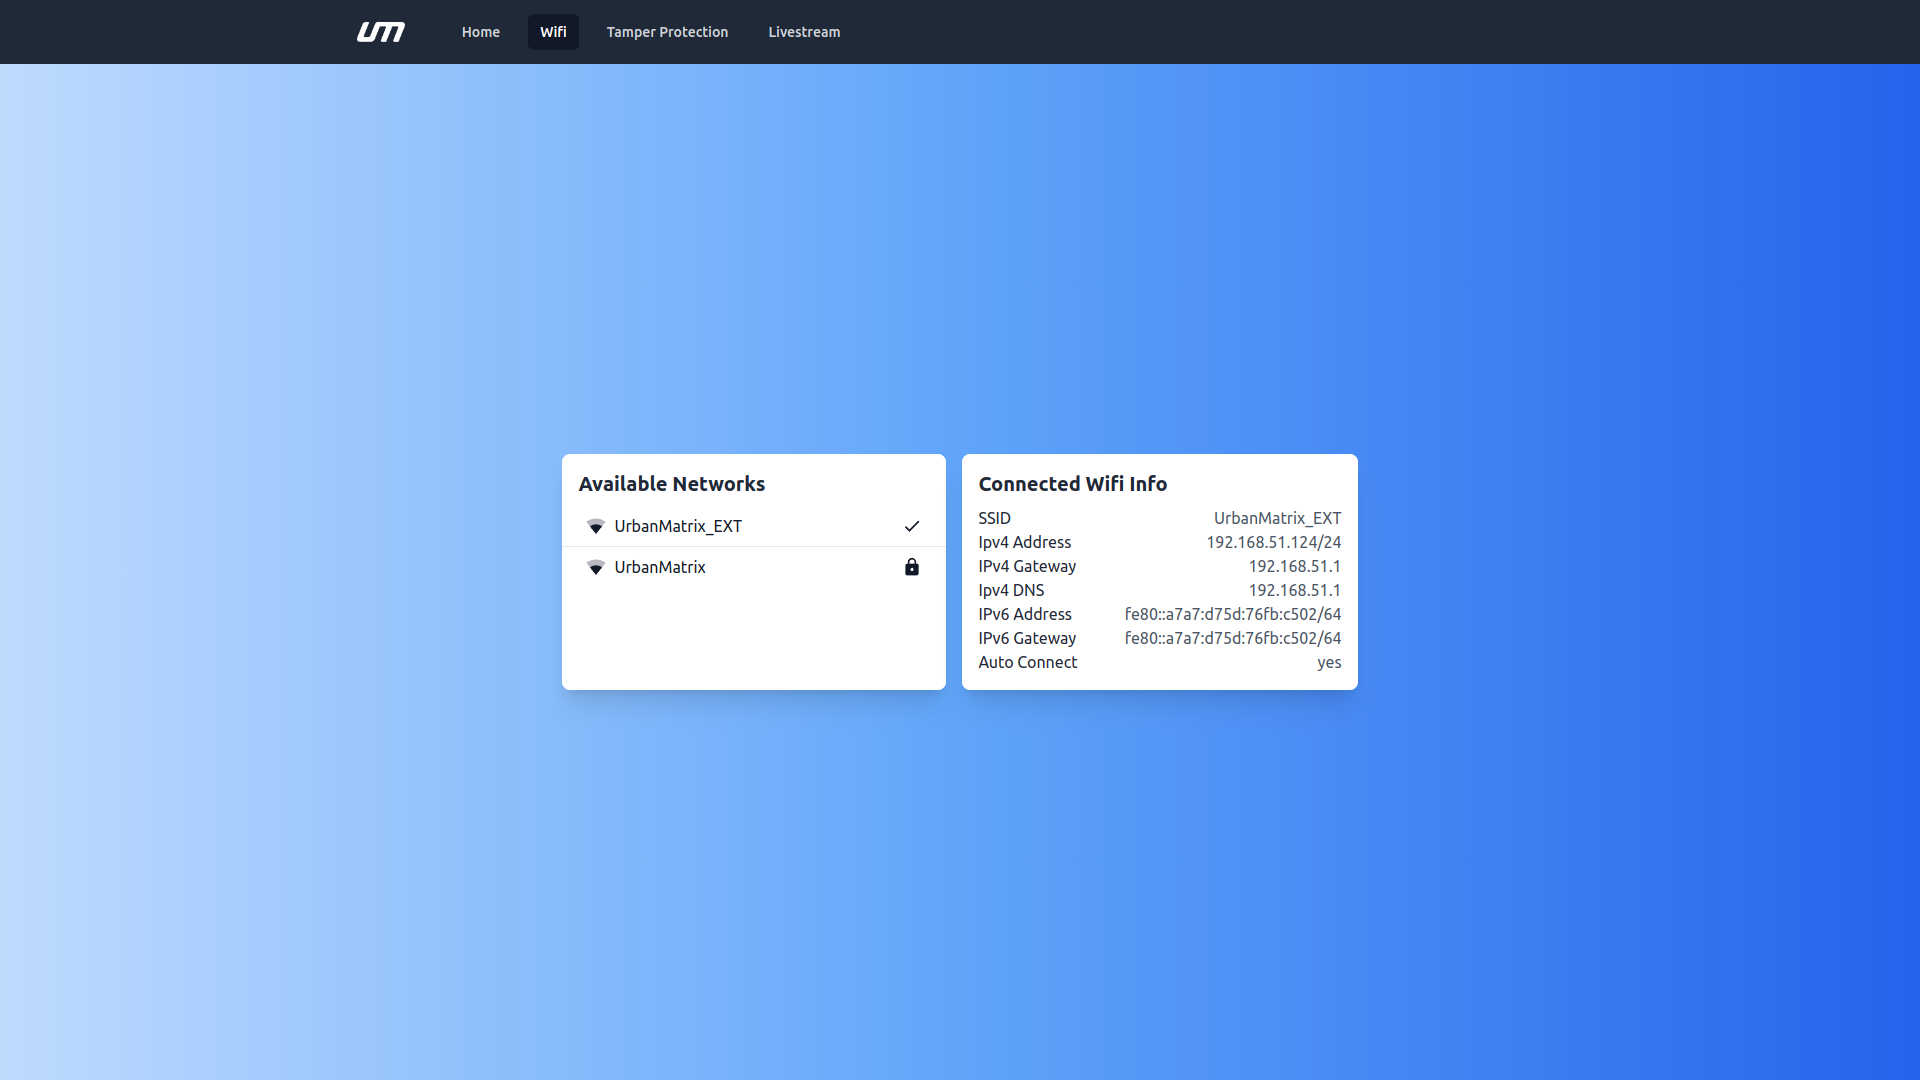 um Home Wifi Tamper Protection Livestream
Available Networks
UrbanMatrix_EXT
UrbanMatrix
Connected Wifi Info
SSID UrbanMatrix_EXT
Ipv4 Address 192.168.51.124/24
IPv4 Gateway 192.168.51.1
Ipv4 DNS 192.168.51.1
IPv6 Address fe80::a7a7:d75d:76fb:c502/64
IPv6 Gateway fe80::a7a7:d75d:76fb:c502/64
Auto Connect yes